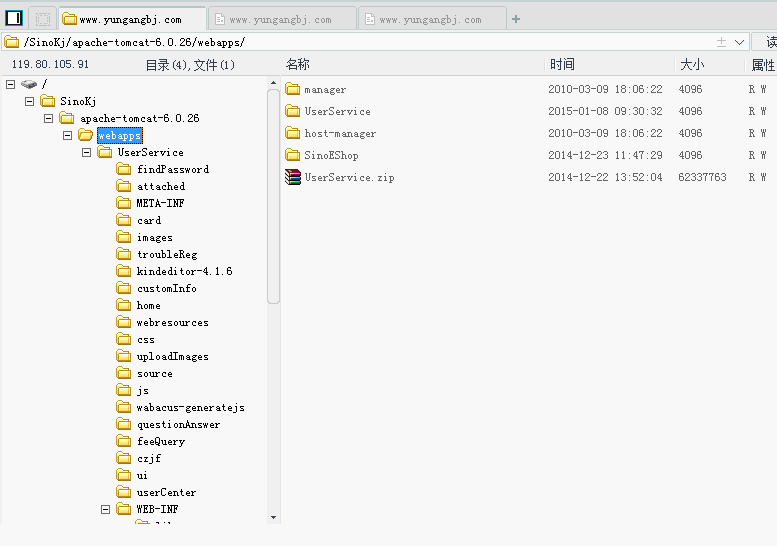 www.yungangbj.com www.yungangbj.com www.yungangbj.com
/SinoKj/apache-tomcat-6.0.26/webapps/
119.80.105.91 目录(4),文件(1) 名称 时间 大小 属性
/
SinoKj
apache-tomcat-6.0.26
webapps
UserService
findPassword
attached
META-INF
card
images
troubleReg
kindeditor-4.1.6
customInfo
home
webresources
css
uploadImages
source
js
wabacus-generatejs
questionAnswer
feeQuery
czjf
ui
userCenter
WEB-INF
manager 2010-03-09 18:06:22 4096 R W
UserService 2015-01-08 09:30:32 4096 R W
host-manager 2010-03-09 18:06:22 4096 R W
SinoEShop 2014-12-23 11:47:29 4096 R W
UserService.zip 2014-12-22 13:52:04 62337763 R W